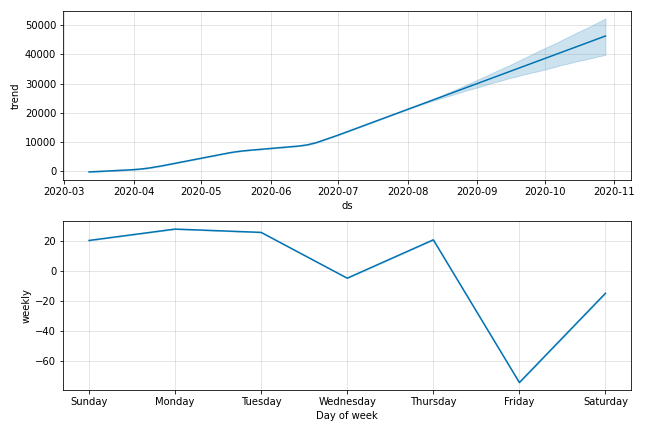 50000
40000
30000
20000
10000
0
trend
2020-03 2020-04 2020-05 2020-06 2020-07 2020-08 2020-09 2020-10 2020-11
ds
20
0
−20
−40
−60
weekly
Sunday Monday Tuesday Wednesday Thursday Friday Saturday
Day of week